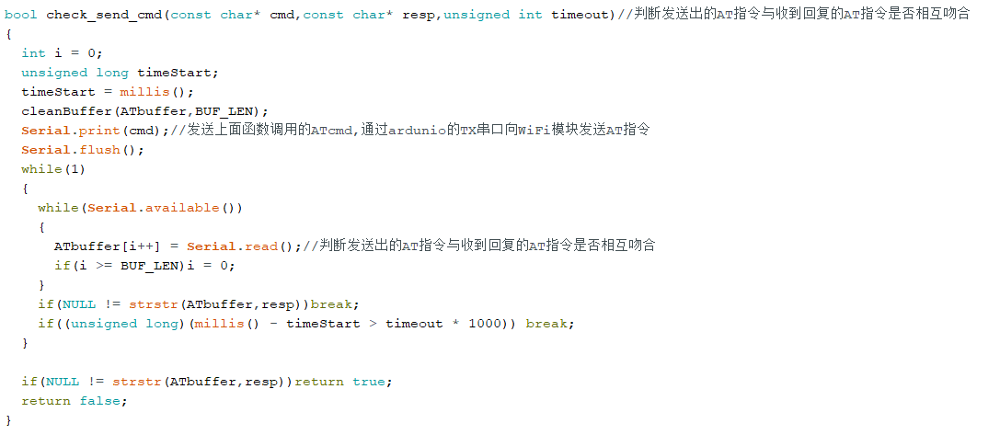 bool check_send_cmd(const char* cmd,const char* resp,unsigned int timeout)//判断发送出的AT指令与收到回复的AT指令是否相互吻合
{
  int i = 0;
  unsigned long timeStart;
  timeStart = millis();
  cleanBuffer(ATbuffer,BUF_LEN);
  Serial.print(cmd);//发送上面函数调用的ATcmd,通过ardunio的TX串口向WiFi模块发送AT指令
  Serial.flush();
  while(1)
  {
    while(Serial.available())
    {
      ATbuffer[i++] = Serial.read();//判断发送出的AT指令与收到回复的AT指令是否相互吻合
      if(i >= BUF_LEN)i = 0;
    }
    if(NULL != strstr(ATbuffer,resp))break;
    if((unsigned long)(millis() - timeStart > timeout * 1000)) break;
  }

  if(NULL != strstr(ATbuffer,resp))return true;
  return false;
}